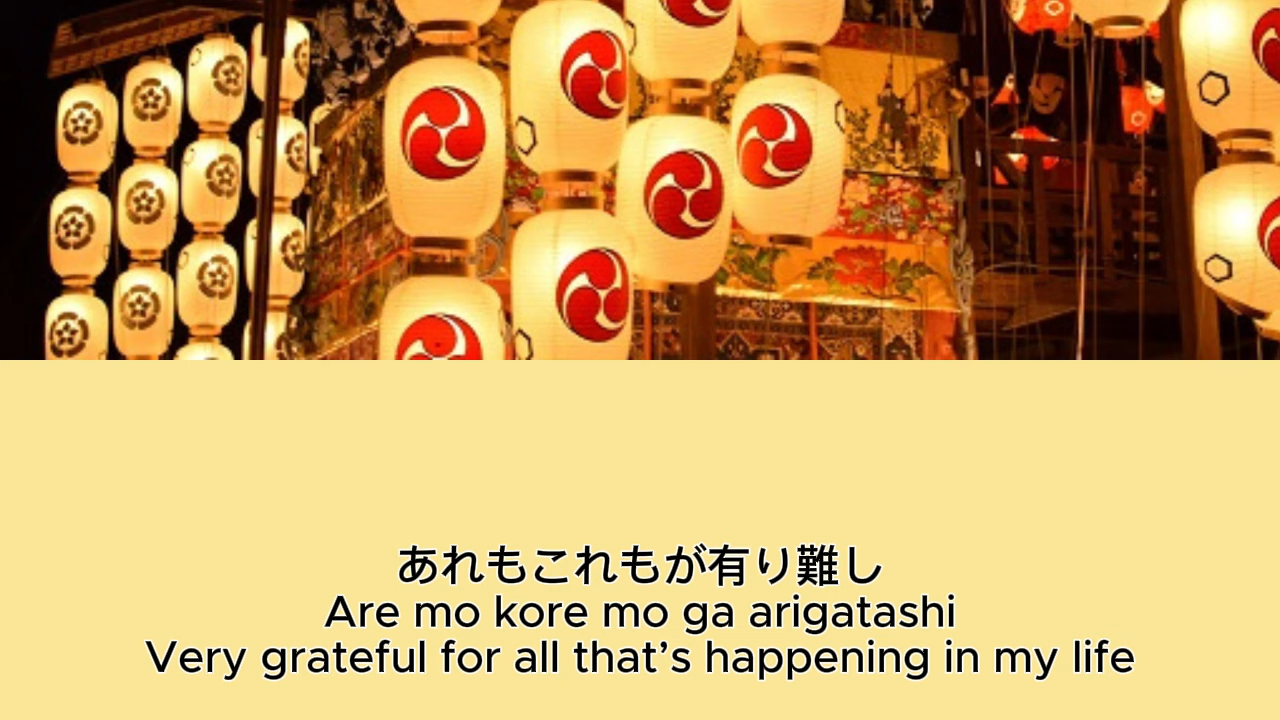 あれもこれもが有り難し
Are mo kore mo ga arigatashi
Very grateful for all that’s happening in my life